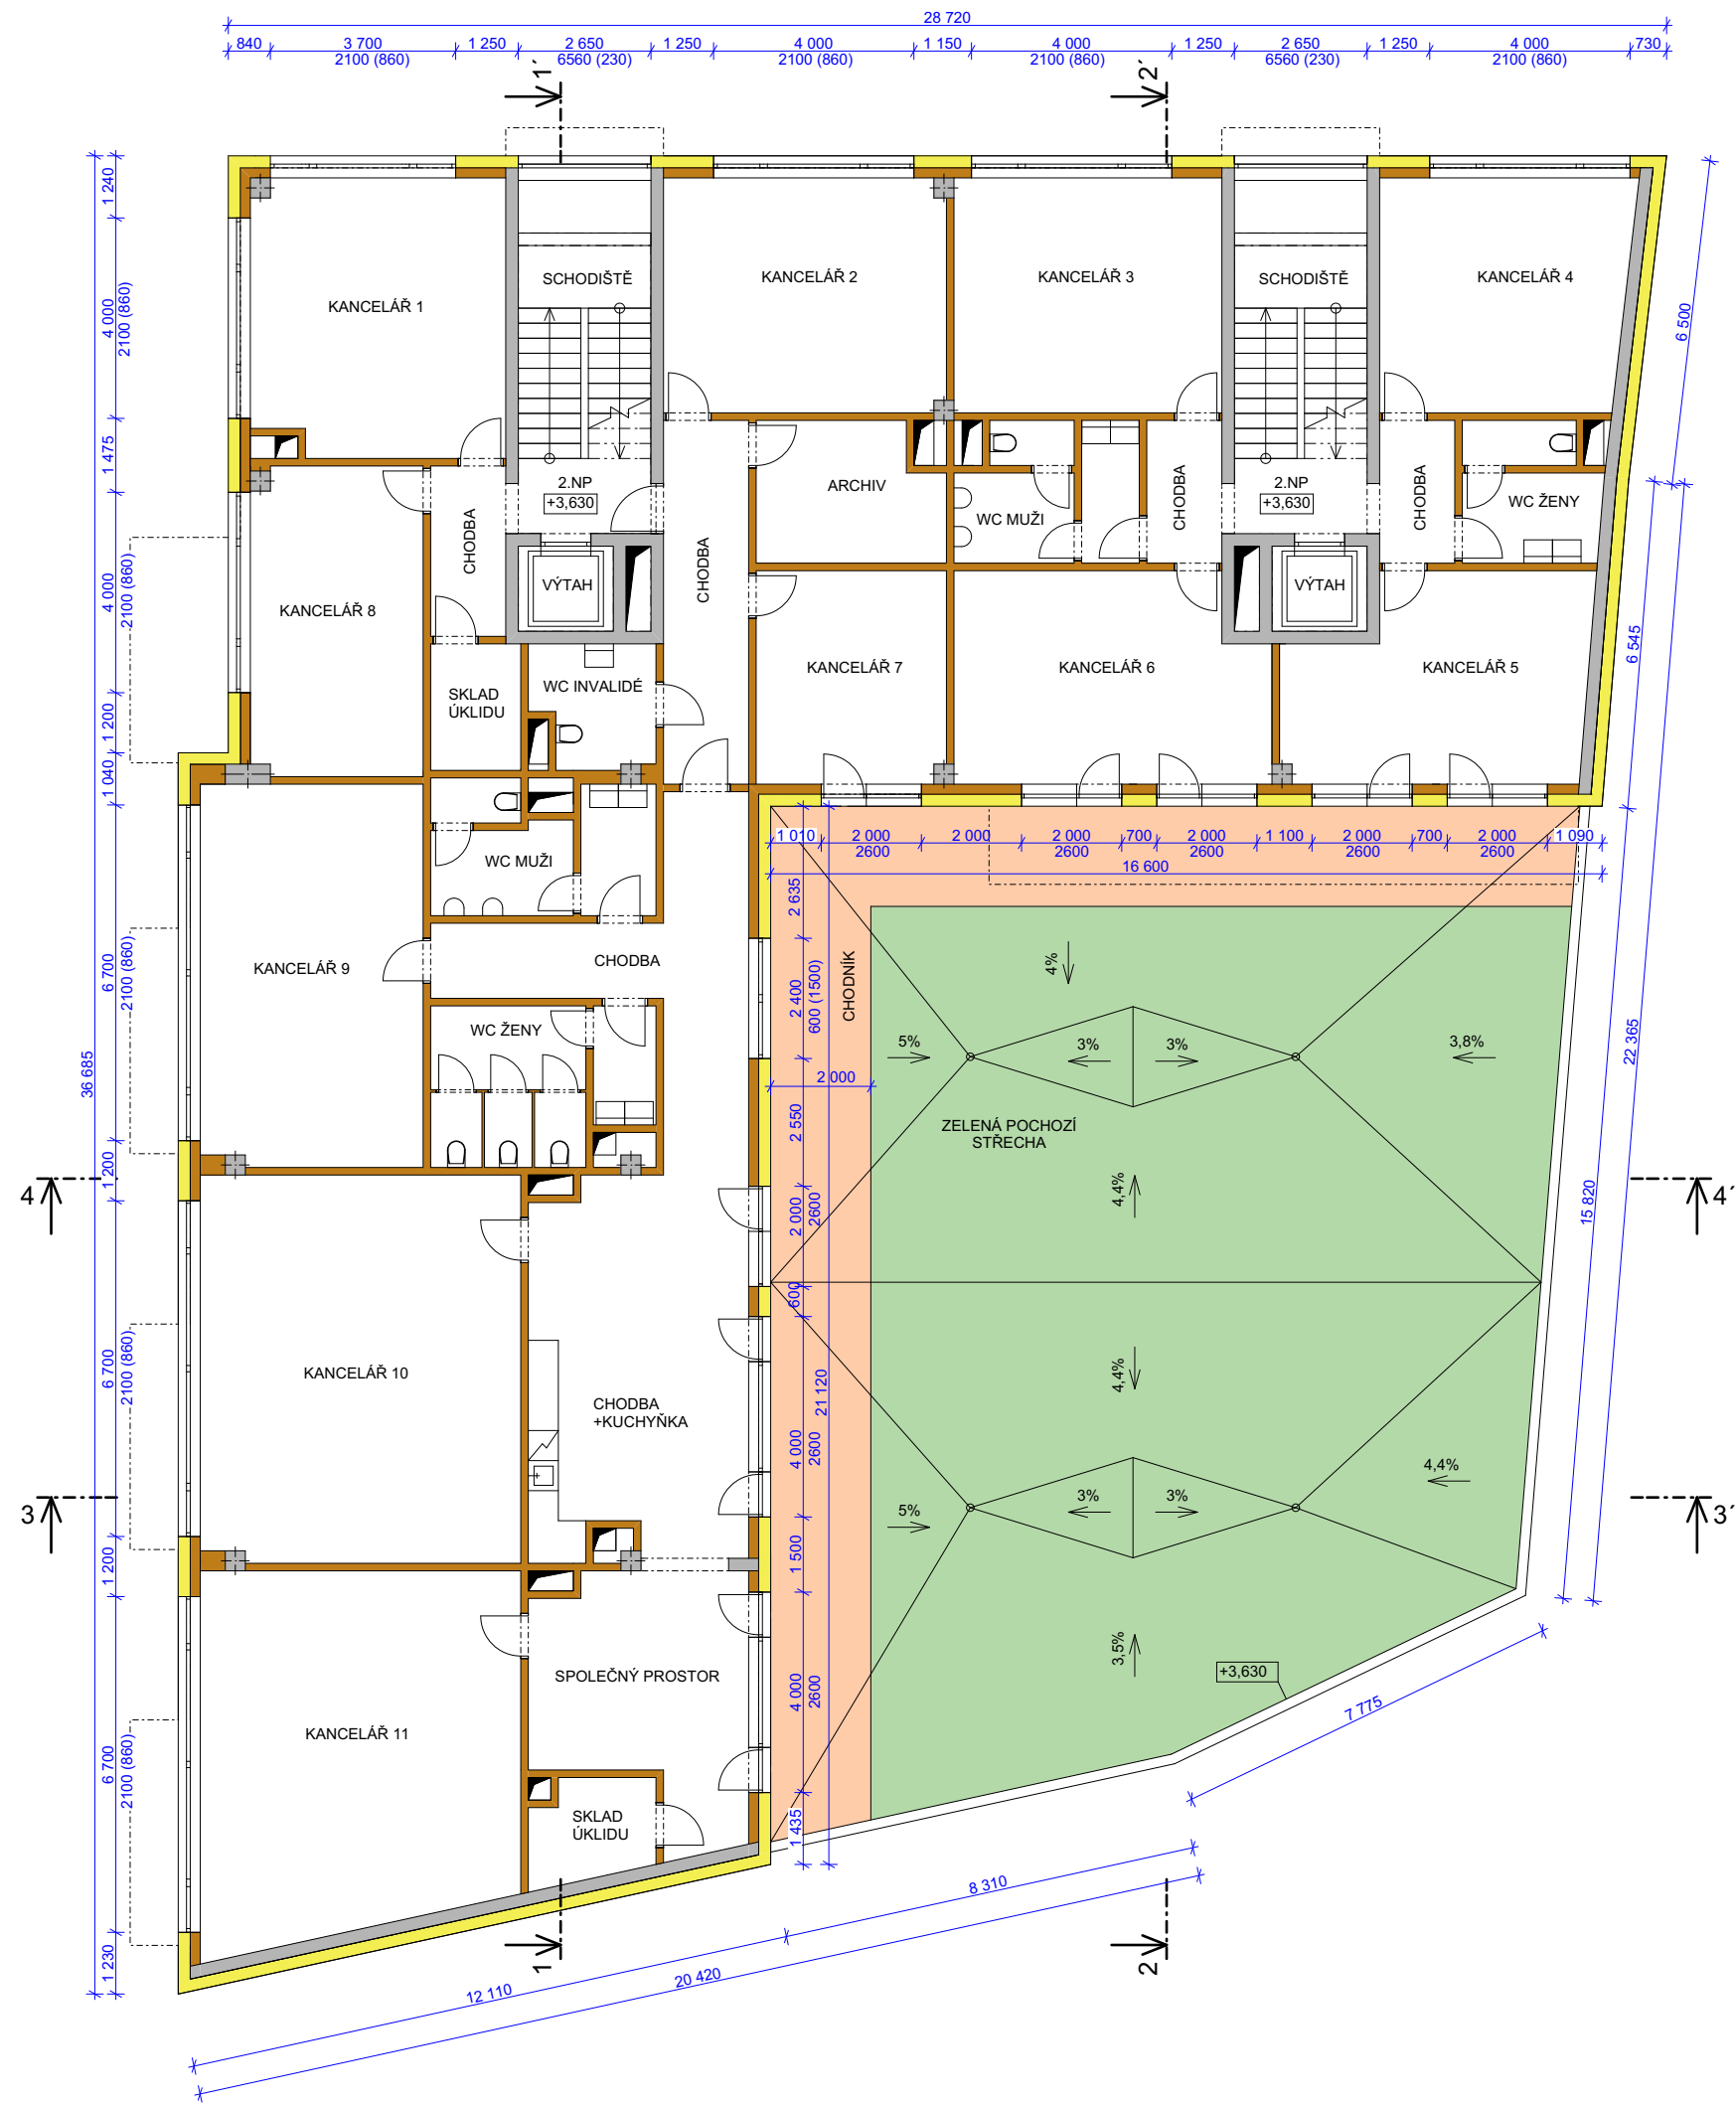 28 720
840 3 700 1 250 2 650 1 250 4 000 1 150 4 000 1 250 2 650 1 250 4 000 730
2100 (860) 6560 (230) 2100 (860) 2100 (860) 6560 (230) 2100 (860)
1´ 2´
1 240
4 000
2100 (860)
1 475
4 000
2100 (860)
1 200
1 040
6 700
2100 (860)
1 200
6 700
2100 (860)
1 200
6 700
2100 (860)
1 230
36 685
KANCELÁŘ 1
SCHODIŠTĚ
KANCELÁŘ 2
KANCELÁŘ 3
SCHODIŠTĚ
KANCELÁŘ 4
6 500
2.NP
+3,630
ARCHIV
WC MUŽI
CHODBA
2.NP
+3,630
CHODBA
WC ŽENY
CHODBA
CHODBA
VÝTAH
VÝTAH
KANCELÁŘ 8
SKLAD
ÚKLIDU
WC INVALIDÉ
KANCELÁŘ 7
KANCELÁŘ 6
KANCELÁŘ 5
6 545
1 010 2 000 2 000 2 000 700 2 000 1 100 2 000 700 2 000 1 090
2600 2600 2600 2600 2600
16 600
WC MUŽI
KANCELÁŘ 9
CHODBA
WC ŽENY
CHODNÍK
2 635
2 400
600 (1500)
2 550
2 000
2600
600
4 000
2600
21 120
1 500
4 000
2600
1 435
2 000
4%
5%
3%
3%
3,8%
ZELENÁ POCHOZÍ
STŘECHA
4,4%
4,4%
5%
3%
3%
4,4%
3,5%
+3,630
22 365
15 820
7 775
4 4´
3 3´
KANCELÁŘ 10
CHODBA
+KUCHYŇKA
SPOLEČNÝ PROSTOR
KANCELÁŘ 11
SKLAD
ÚKLIDU
8 310
12 110
20 420
1 2